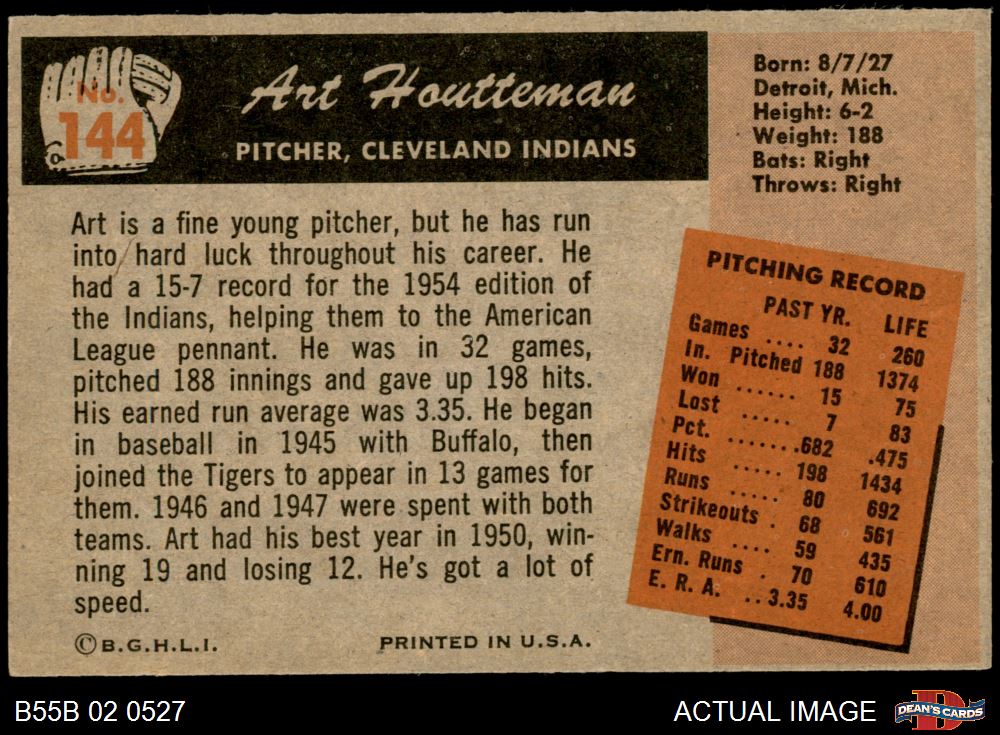 No.
144
Art Houtteman
PITCHER, CLEVELAND INDIANS
Born: 8/7/27
Detroit, Mich.
Height: 6-2
Weight: 188
Bats: Right
Throws: Right
Art is a fine young pitcher, but he has run
into hard luck throughout his career. He
had a 15-7 record for the 1954 edition of
the Indians, helping them to the American
League pennant. He was in 32 games,
pitched 188 innings and gave up 198 hits.
His earned run average was 3.35. He began
in baseball in 1945 with Buffalo, then
joined the Tigers to appear in 13 games for
them. 1946 and 1947 were spent with both
teams. Art had his best year in 1950, win-
ning 19 and losing 12. He's got a lot of
speed.
PITCHING RECORD
PAST YR. LIFE
Games .... 32 260
In. Pitched 188 1374
Won ...... 15 75
Lost ..... 7 83
Pct. .......682 .475
Hits ..... 198 1434
Runs ..... 80 692
Strikeouts . 68 561
Walks .... 59 435
Ern. Runs . 70 610
E. R. A. ..3.35 4.00
©B.G.H.L.I. PRINTED IN U.S.A.
B55B 02 0527 ACTUAL IMAGE
DEAN'S CARDS